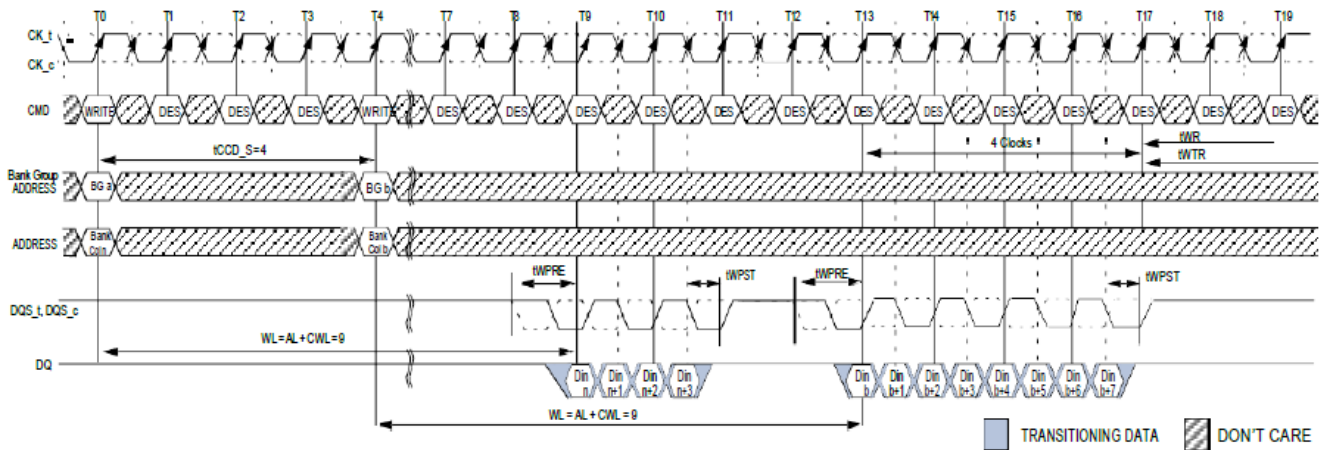 T0 T1 T2 T3 T4 T7 T8 T9 T10 T11 T12 T13 T14 T15 T16 T17 T18 T19
CK_t
CK_c
CMD WRITE DES DES DES WRITE DES DES DES DES DES DES DES DES DES DES DES DES DES
tCCD_S=4 4 Clocks tWR
tWTR
Bank Group
ADDRESS BG a BG b
ADDRESS Bank Col n Bank Col b
tWPRE tWPST tWPRE tWPST
DQS_t, DQS_c
WL = AL + CWL = 9
DQ Din n Din n+1 Din n+2 Din n+3 Din b Din b+1 Din b+2 Din b+3 Din b+4 Din b+5 Din b+6 Din b+7
WL = AL + CWL = 9
TRANSITIONING DATA DON'T CARE